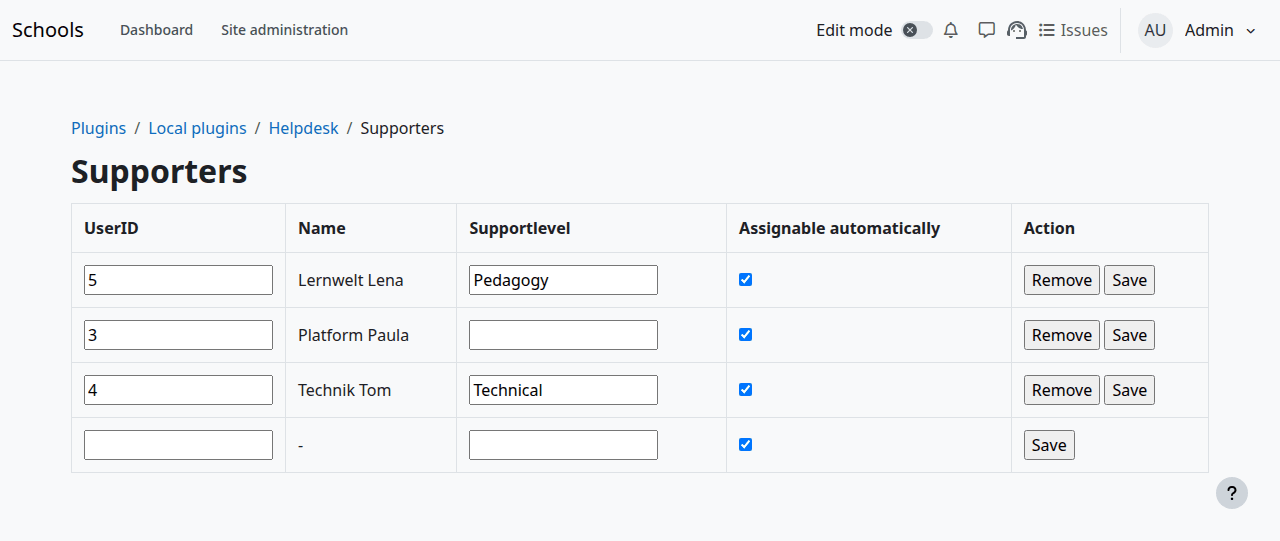 Schools Dashboard Site administration Edit mode Issues AU Admin
Plugins / Local plugins / Helpdesk / Supporters
Supporters
UserID Name Supportlevel Assignable automatically Action
5 Lernwelt Lena Pedagogy Remove Save
3 Platform Paula Remove Save
4 Technik Tom Technical Remove Save
- Save
?